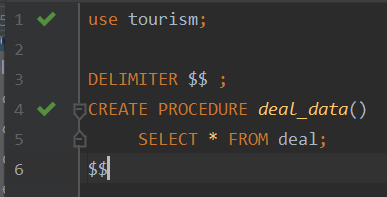 1 use tourism;
2
3 DELIMITER $$ ;
4 CREATE PROCEDURE deal_data()
5 SELECT * FROM deal;
6 $$